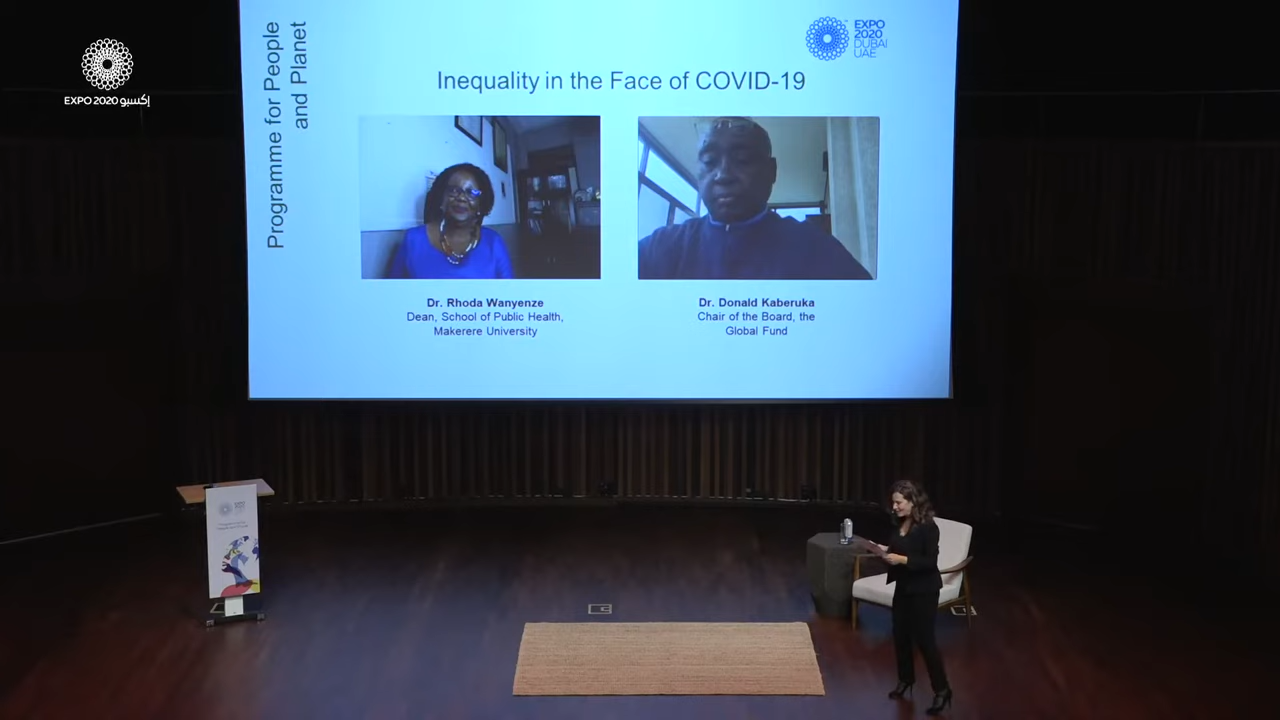 EXPO 2020 إكسبو
Programme for People
and Planet
EXPO
2020
DUBAI
UAE
Inequality in the Face of COVID-19
Dr. Rhoda Wanyenze
Dean, School of Public Health,
Makerere University
Dr. Donald Kaberuka
Chair of the Board, the
Global Fund